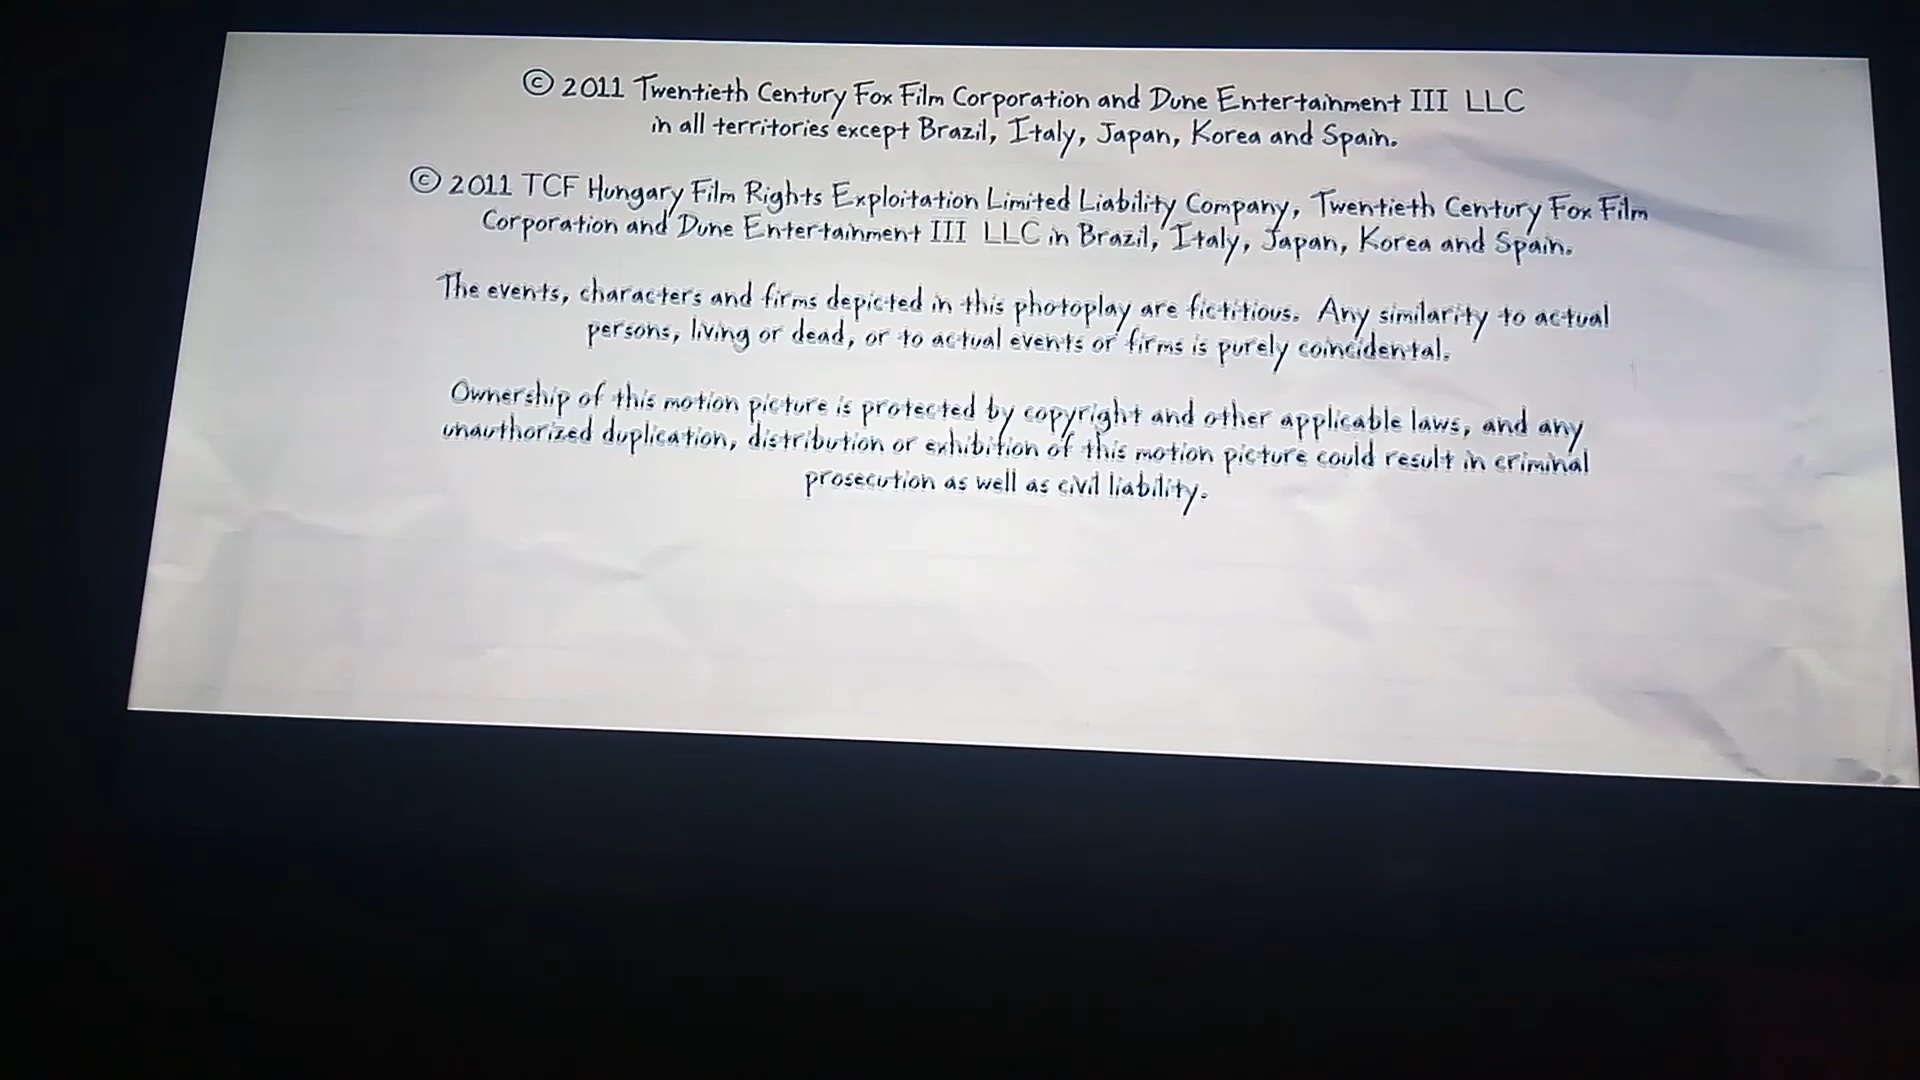 © 2011 Twentieth Century Fox Film Corporation and Dune Entertainment III LLC
in all territories except Brazil, Italy, Japan, Korea and Spain.
© 2011 TCF Hungary Film Rights Exploitation Limited Liability Company, Twentieth Century Fox Film
Corporation and Dune Entertainment III LLC in Brazil, Italy, Japan, Korea and Spain.
The events, characters and firms depicted in this photoplay are fictitious. Any similarity to actual
persons, living or dead, or to actual events or firms is purely coincidental.
Ownership of this motion picture is protected by copyright and other applicable laws, and any
unauthorized duplication, distribution or exhibition of this motion picture could result in criminal
prosecution as well as civil liability.